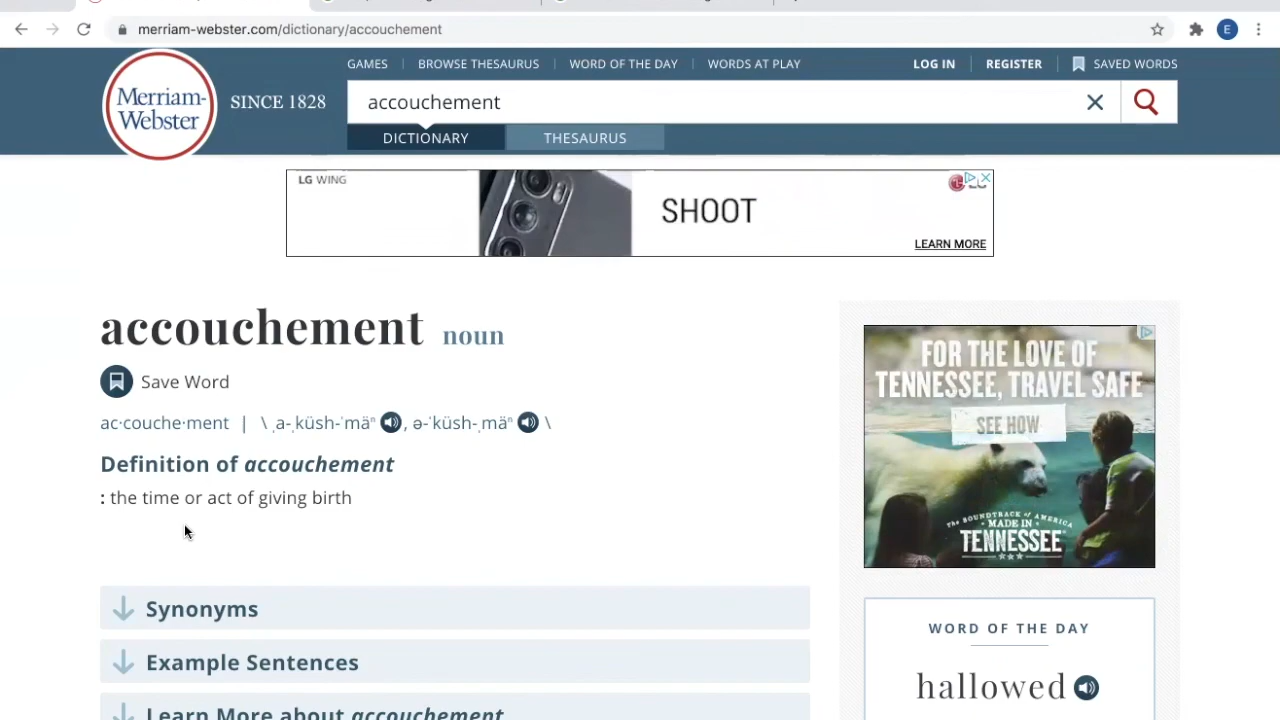 merriam-webster.com/dictionary/accouchement
E
GAMES
BROWSE THESAURUS
WORD OF THE DAY
WORDS AT PLAY
LOG IN
REGISTER
SAVED WORDS
Merriam-
Webster
SINCE 1828
accouchement
DICTIONARY
THESAURUS
LG WING
SHOOT
LEARN MORE
accouchement noun
Save Word
ac·couche·ment | \ ˌa-ˌküsh-ˈmäⁿ , ə-ˈküsh-ˌmäⁿ \
Definition of accouchement
: the time or act of giving birth
Synonyms
Example Sentences
Learn More about accouchement
FOR THE LOVE OF
TENNESSEE, TRAVEL SAFE
SEE HOW
THE SOUNDTRACK of AMERICA
MADE IN
TENNESSEE
WORD OF THE DAY
hallowed